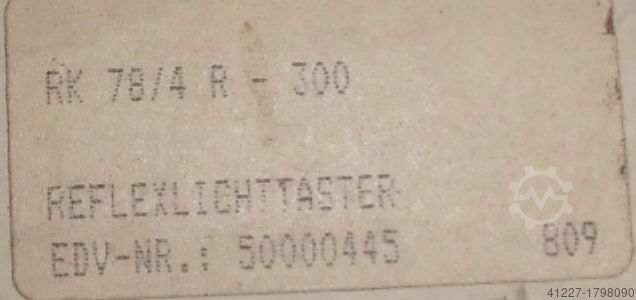 RK 78/4 R - 300
REFLEXLICHTTASTER
EDV-NR.: 50000445 809
41227-1798090